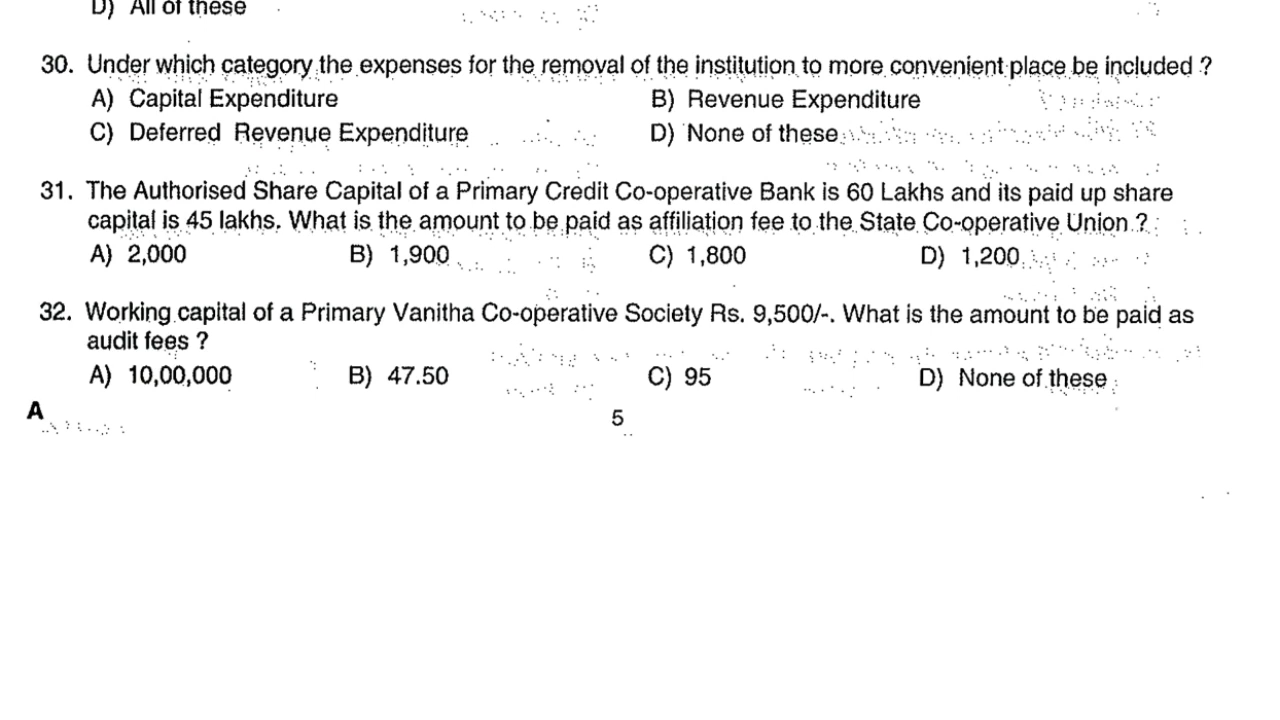 D) All of these
30. Under which category the expenses for the removal of the institution to more convenient place be included ?
A) Capital Expenditure B) Revenue Expenditure
C) Deferred Revenue Expenditure D) None of these
31. The Authorised Share Capital of a Primary Credit Co-operative Bank is 60 Lakhs and its paid up share
capital is 45 lakhs. What is the amount to be paid as affiliation fee to the State Co-operative Union ?
A) 2,000 B) 1,900 C) 1,800 D) 1,200
32. Working capital of a Primary Vanitha Co-operative Society Rs. 9,500/-. What is the amount to be paid as
audit fees ?
A) 10,00,000 B) 47.50 C) 95 D) None of these
A 5